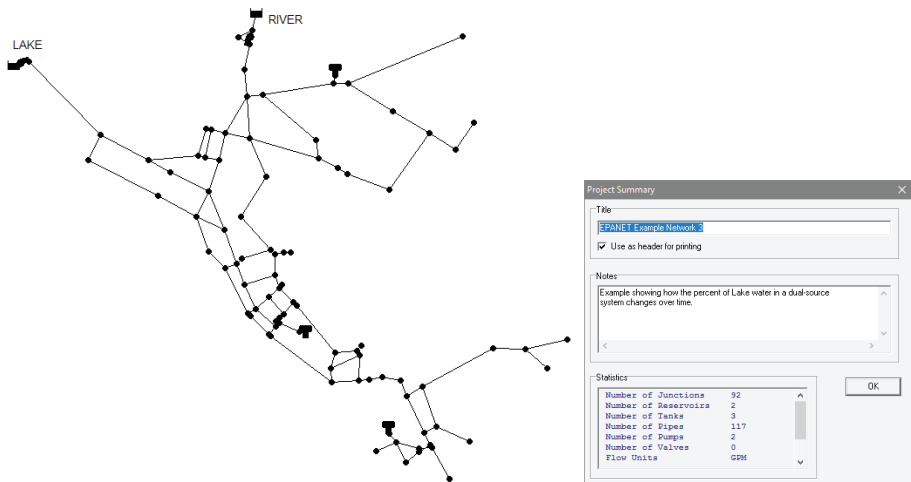 RIVER
LAKE
Project Summary
Title
EPANET Example Network 3
Use as header for printing
Notes
Example showing how the percent of Lake water in a dual-source
system changes over time.
Statistics
Number of Junctions 92
Number of Reservoirs 2
Number of Tanks 3
Number of Pipes 117
Number of Pumps 2
Number of Valves 0
Flow Units GPM
OK